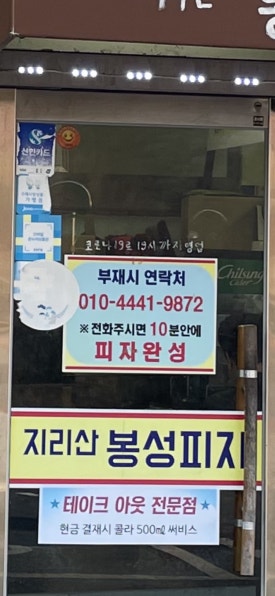 신한카드
코로나19로 19시까지 영업
부재시 연락처
010-4441-9872
※ 전화주시면 10분안에
피자완성
Chilsung
Cider
지리산 봉성피자
★ 테이크 아웃 전문점 ★
현금 결재시 콜라 500㎖ 써비스